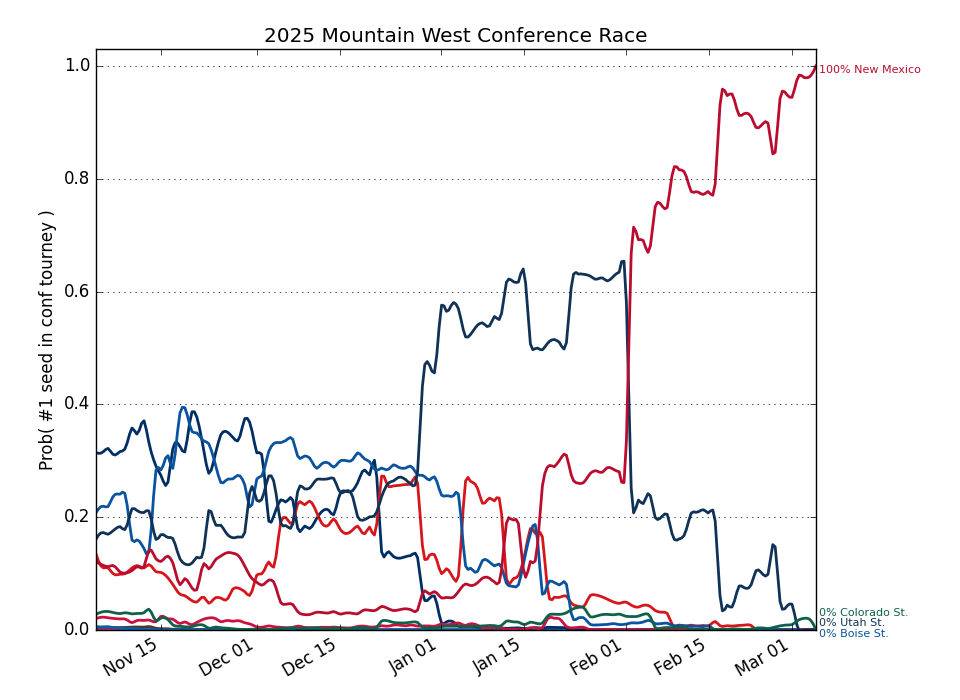 2025 Mountain West Conference Race
1.0
0.8
0.6
0.4
0.2
0.0
Prob( #1 seed in conf tourney )
Nov 15
Dec 01
Dec 15
Jan 01
Jan 15
Feb 01
Feb 15
Mar 01
100% New Mexico
0% Colorado St.
0% Utah St.
0% Boise St.